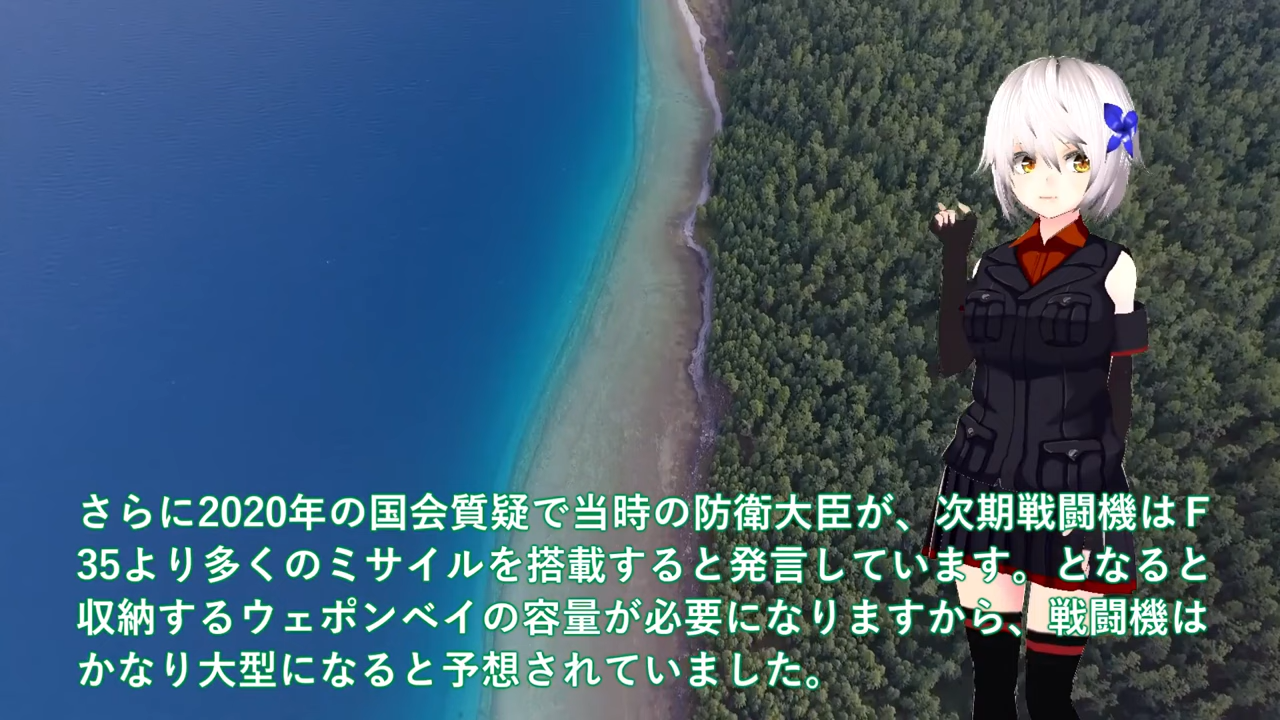 さらに2020年の国会質疑で当時の防衛大臣が、次期戦闘機はＦ
35より多くのミサイルを搭載すると発言しています。となると
収納するウェポンベイの容量が必要になりますから、戦闘機は
かなり大型になると予想されていました。